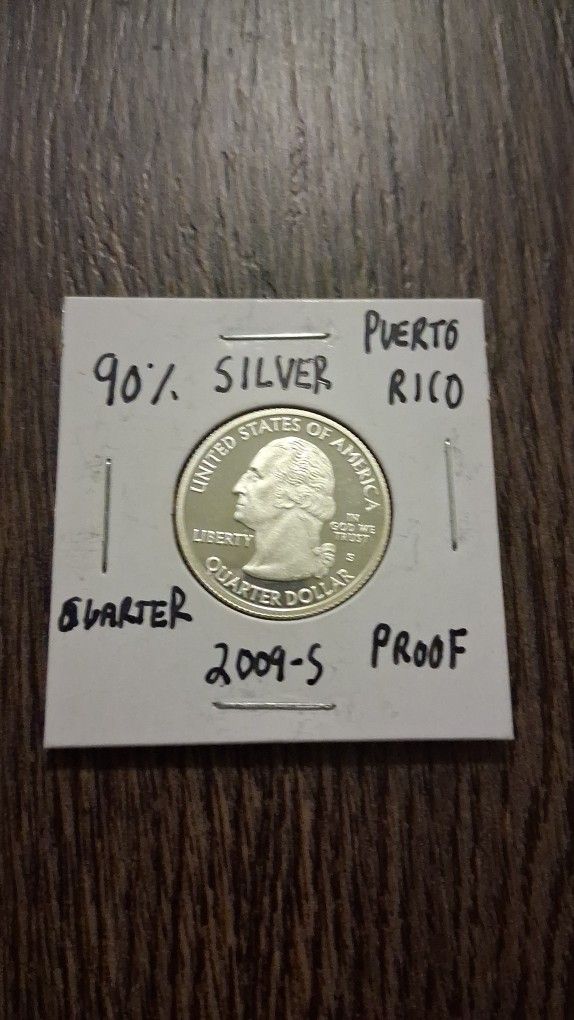 PUERTO
90% SILVER RICO
UNITED STATES OF AMERICA
IN
GOD WE
LIBERTY TRUST
S
QUARTER DOLLAR
QUARTER
2009-S PROOF